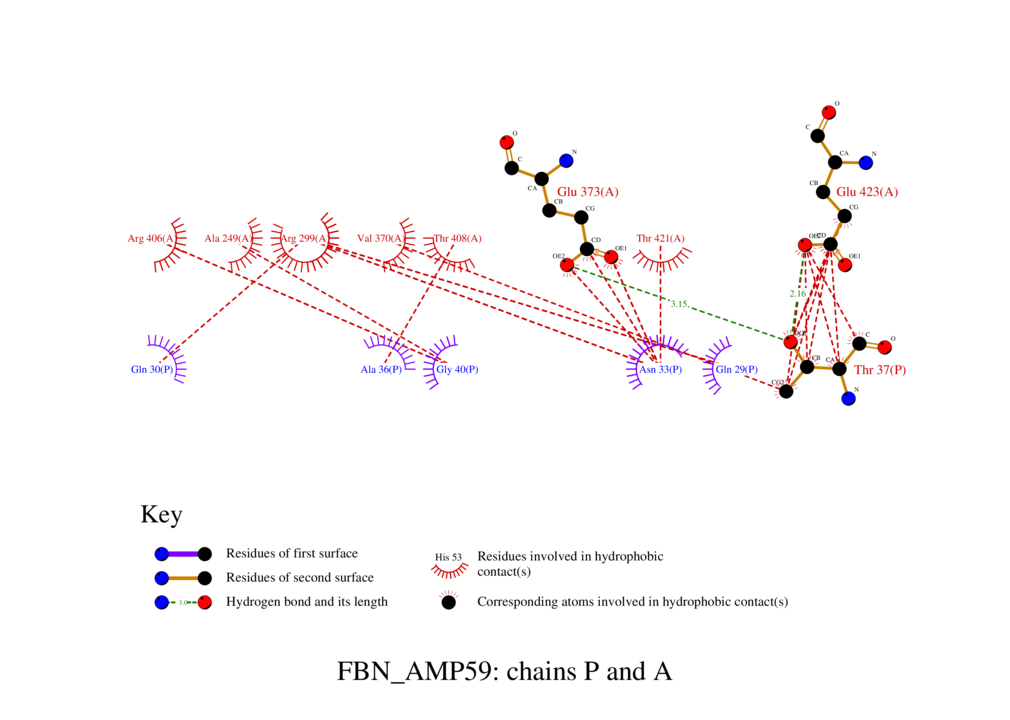 O
C
N
CA
CB
CG
Glu 373(A)
CD
OE1
OE2
O
C
CA
N
CB
Glu 423(A)
CG
OE2
CD
OE1
Arg 406(A
Ala 249(A)
Arg 299(A)
Val 370(A)
Thr 408(A)
Thr 421(A)
3.15
2.16
C
O
CB
CA
Thr 37(P)
CG2
N
Gln 30(P)
Ala 36(P)
Gly 40(P)
Asn 33(P)
Gln 29(P)
Key
Residues of first surface
Residues of second surface
3.0
Hydrogen bond and its length
His 53
Residues involved in hydrophobic
contact(s)
Corresponding atoms involved in hydrophobic contact(s)
FBN_AMP59: chains P and A